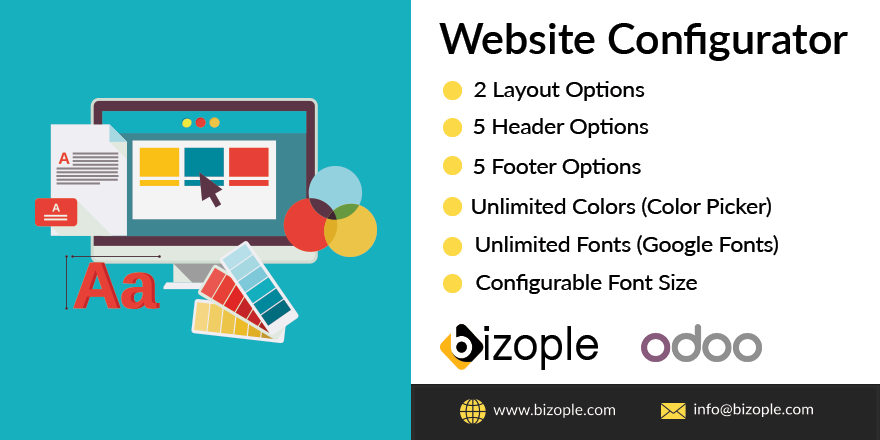 Website Configurator
2 Layout Options
5 Header Options
5 Footer Options
Unlimited Colors (Color Picker)
Unlimited Fonts (Google Fonts)
Configurable Font Size
A
A
Aa
bizople
odoo
www.bizople.com
info@bizople.com